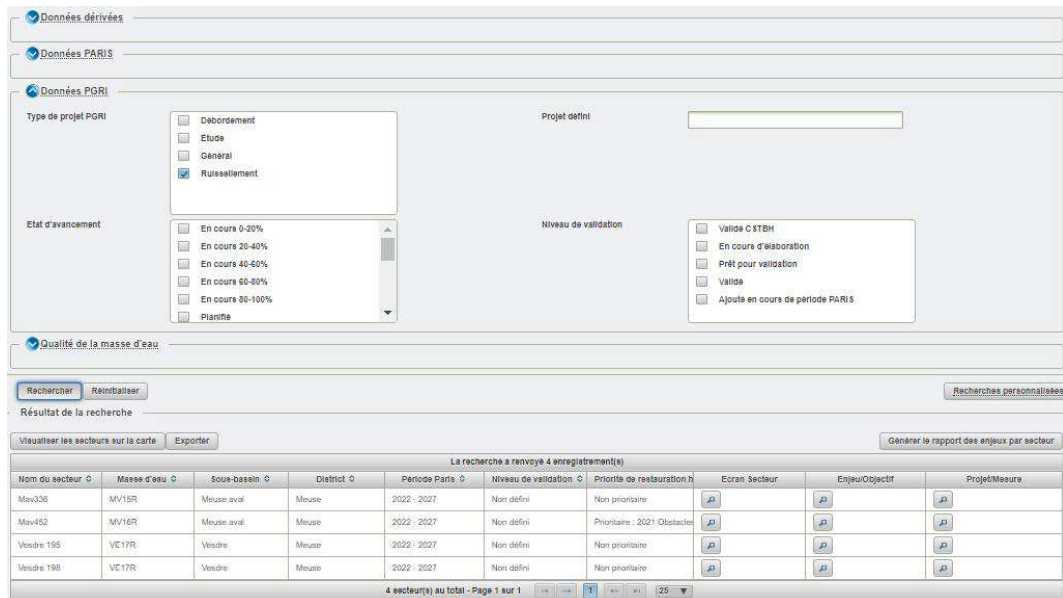 Données dérivées
Données PARIS
Données PGRI
Type de projet PGRI
Débordement
Etude
Général
Ruissellement
Projet défini
Etat d'avancement
En cours 0-20%
En cours 20-40%
En cours 40-60%
En cours 60-80%
En cours 80-100%
Planifié
Niveau de validation
Validé CSTBH
En cours d'élaboration
Prêt pour validation
Validé
Ajouté en cours de période PARIS
Qualité de la masse d'eau
Rechercher Réinitialiser Recherches personnalisées
Résultat de la recherche
Visualiser les secteurs sur la carte Exporter Générer le rapport des enjeux par secteur
La recherche a renvoyé 4 enregistrement(s)
Nom du secteur Masse d'eau Sous-bassin District Période Paris Niveau de validation Priorité de restauration h Ecran Secteur Enjeu/Objectif Projet/Mesure
Mav336 MV15R Meuse aval Meuse 2022 - 2027 Non défini Non prioritaire
Mav452 MV16R Meuse aval Meuse 2022 - 2027 Non défini Prioritaire : 2021 Obstacles
Vesdre 195 VE17R Vesdre Meuse 2022 - 2027 Non défini Non prioritaire
Vesdre 198 VE17R Vesdre Meuse 2022 - 2027 Non défini Non prioritaire
4 secteur(s) au total - Page 1 sur 1 1 25